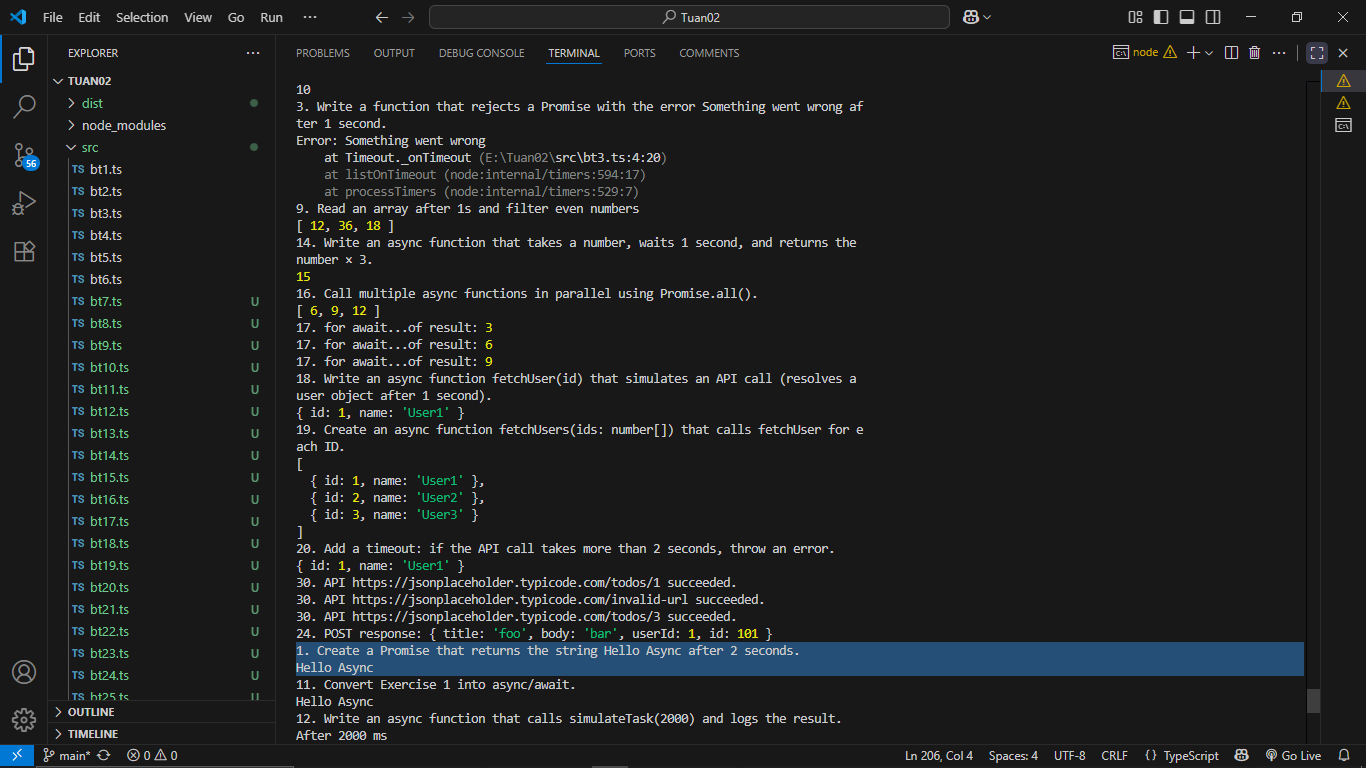 File Edit Selection View Go Run ··· Tuan02
EXPLORER ···
TUAN02
dist
node_modules
src
TS bt1.ts
TS bt2.ts
TS bt3.ts
TS bt4.ts
TS bt5.ts
TS bt6.ts
TS bt7.ts U
TS bt8.ts U
TS bt9.ts U
TS bt10.ts U
TS bt11.ts U
TS bt12.ts U
TS bt13.ts U
TS bt14.ts U
TS bt15.ts U
TS bt16.ts U
TS bt17.ts U
TS bt18.ts U
TS bt19.ts U
TS bt20.ts U
TS bt21.ts U
TS bt22.ts U
TS bt23.ts U
TS bt24.ts U
TS bt25.ts U
OUTLINE
TIMELINE
56
PROBLEMS OUTPUT DEBUG CONSOLE TERMINAL PORTS COMMENTS
node
10
3. Write a function that rejects a Promise with the error Something went wrong af
ter 1 second.
Error: Something went wrong
at Timeout._onTimeout (E:\Tuan02\src\bt3.ts:4:20)
at listOnTimeout (node:internal/timers:594:17)
at processTimers (node:internal/timers:529:7)
9. Read an array after 1s and filter even numbers
[ 12, 36, 18 ]
14. Write an async function that takes a number, waits 1 second, and returns the
number × 3.
15
16. Call multiple async functions in parallel using Promise.all().
[ 6, 9, 12 ]
17. for await...of result: 3
17. for await...of result: 6
17. for await...of result: 9
18. Write an async function fetchUser(id) that simulates an API call (resolves a
user object after 1 second).
{ id: 1, name: 'User1' }
19. Create an async function fetchUsers(ids: number[]) that calls fetchUser for e
ach ID.
[
{ id: 1, name: 'User1' },
{ id: 2, name: 'User2' },
{ id: 3, name: 'User3' }
]
20. Add a timeout: if the API call takes more than 2 seconds, throw an error.
{ id: 1, name: 'User1' }
30. API https://jsonplaceholder.typicode.com/todos/1 succeeded.
30. API https://jsonplaceholder.typicode.com/invalid-url succeeded.
30. API https://jsonplaceholder.typicode.com/todos/3 succeeded.
24. POST response: { title: 'foo', body: 'bar', userId: 1, id: 101 }
1. Create a Promise that returns the string Hello Async after 2 seconds.
Hello Async
11. Convert Exercise 1 into async/await.
Hello Async
12. Write an async function that calls simulateTask(2000) and logs the result.
After 2000 ms
main* 0 0 Ln 206, Col 4 Spaces: 4 UTF-8 CRLF {} TypeScript Go Live